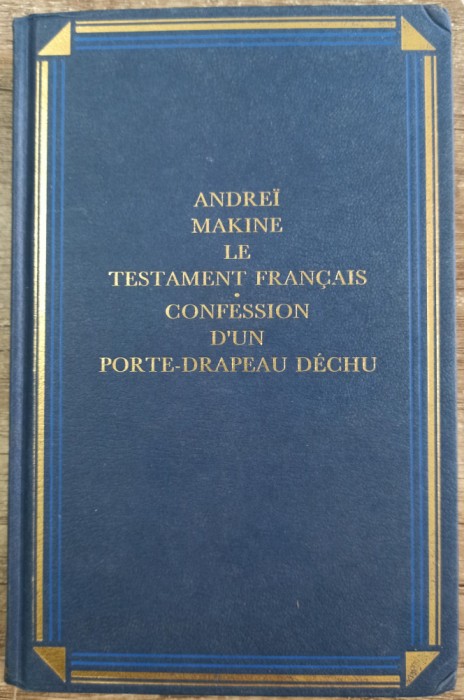 ANDREÏ
MAKINE
LE
TESTAMENT FRANÇAIS
•
CONFESSION
D'UN
PORTE-DRAPEAU DÉCHU